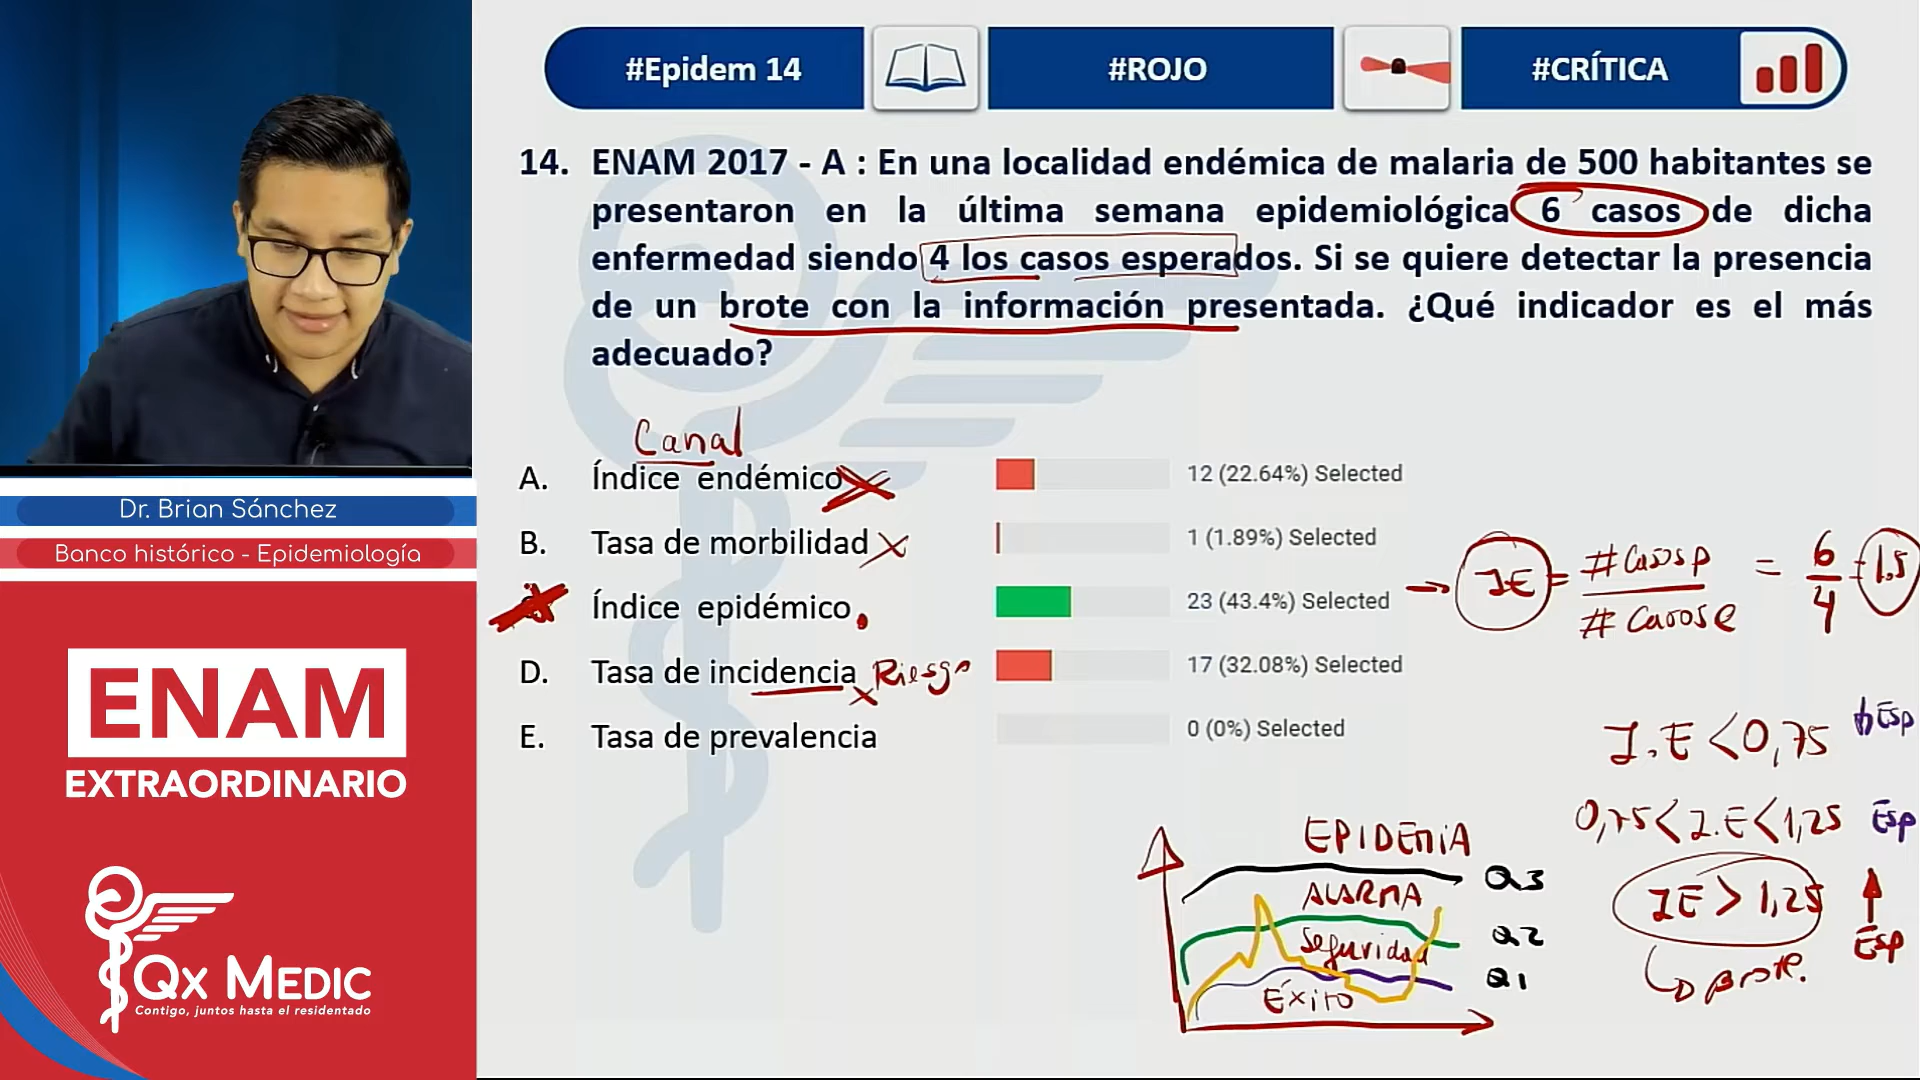 #Epidem 14
#ROJO
#CRÍTICA
14. ENAM 2017 - A : En una localidad endémica de malaria de 500 habitantes se
presentaron en la última semana epidemiológica 6 casos de dicha
enfermedad siendo 4 los casos esperados. Si se quiere detectar la presencia
de un brote con la información presentada. ¿Qué indicador es el más
adecuado?
Canal
A. Índice endémico
12 (22.64%) Selected
B. Tasa de morbilidad
1 (1.89%) Selected
Índice epidémico
23 (43.4%) Selected
D. Tasa de incidencia Riesgo
17 (32.08%) Selected
E. Tasa de prevalencia
0 (0%) Selected
IE = # Casos p / # Casos e = 6/4 = 1.5
I.E < 0,75 Esp
0,75 < I.E < 1,25 Esp
IE > 1,25 Esp
Brote.
EPIDEMIA
Q3
ALARMA
Q2
Seguridad
Q1
Éxito
Dr. Brian Sánchez
Banco histórico - Epidemiología
ENAM
EXTRAORDINARIO
QX MEDIC
Contigo, juntos hasta el residentado